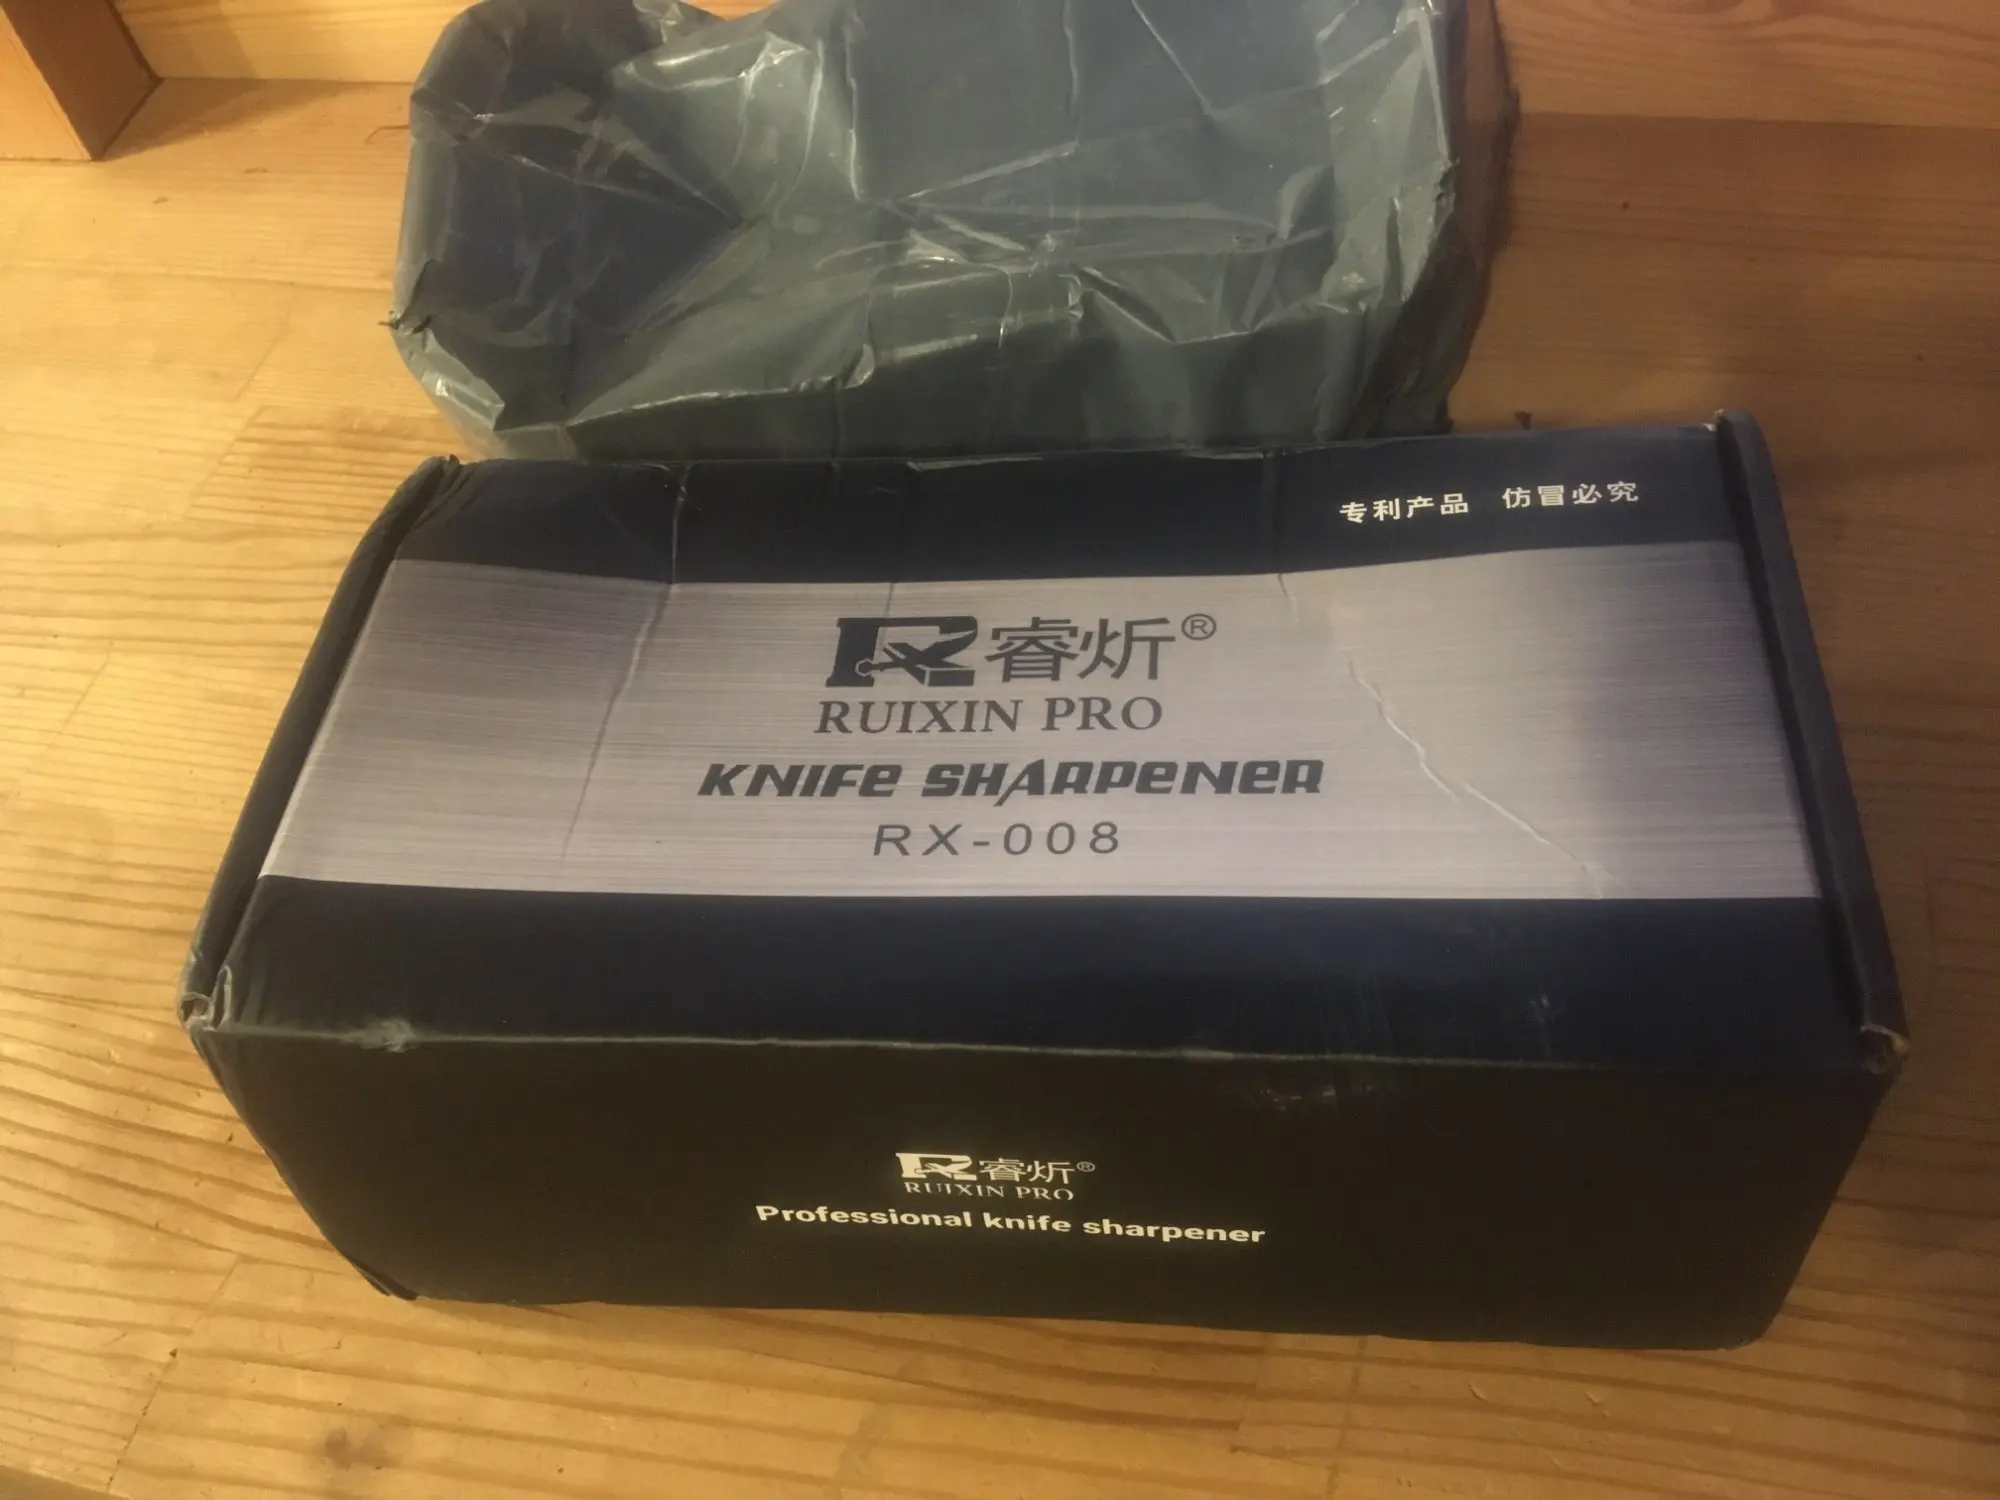 专利产品 仿冒必究
睿炘®
RUIXIN PRO
KNIFE SHARPENER
RX-008
睿炘®
RUIXIN PRO
Professional knife sharpener